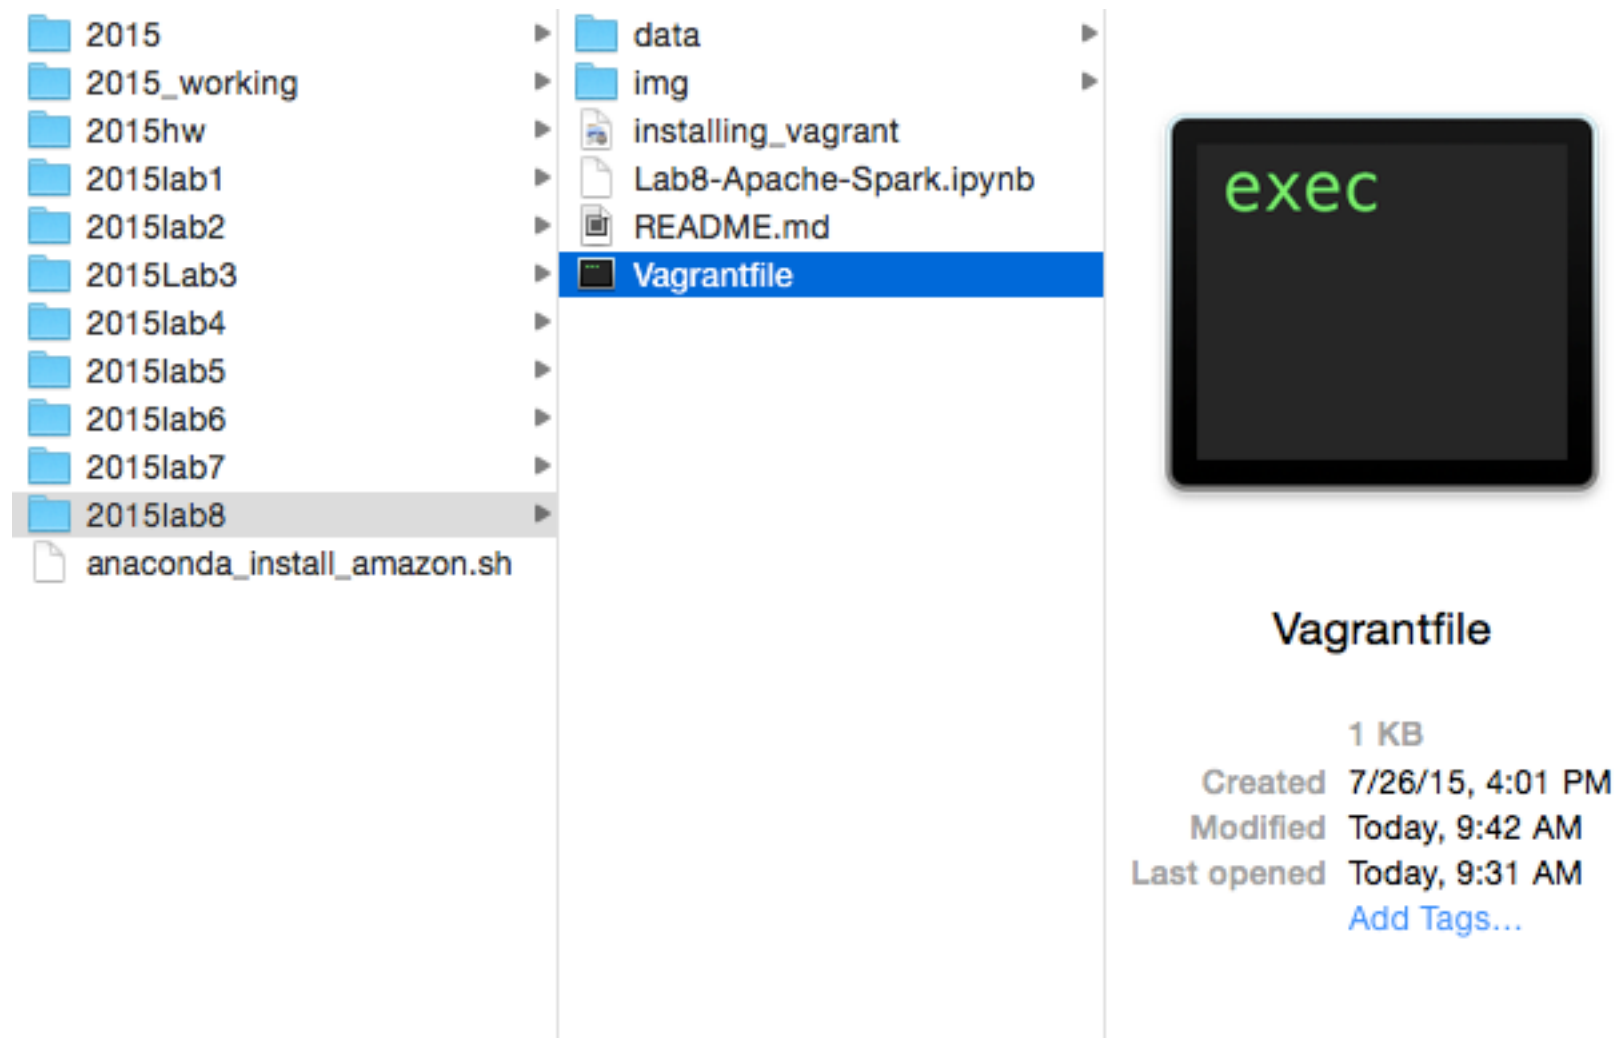 2015
2015_working
2015hw
2015lab1
2015lab2
2015Lab3
2015lab4
2015lab5
2015lab6
2015lab7
2015lab8
anaconda_install_amazon.sh
data
img
installing_vagrant
Lab8-Apache-Spark.ipynb
README.md
Vagrantfile
exec
Vagrantfile
1 KB
Created 7/26/15, 4:01 PM
Modified Today, 9:42 AM
Last opened Today, 9:31 AM
Add Tags...